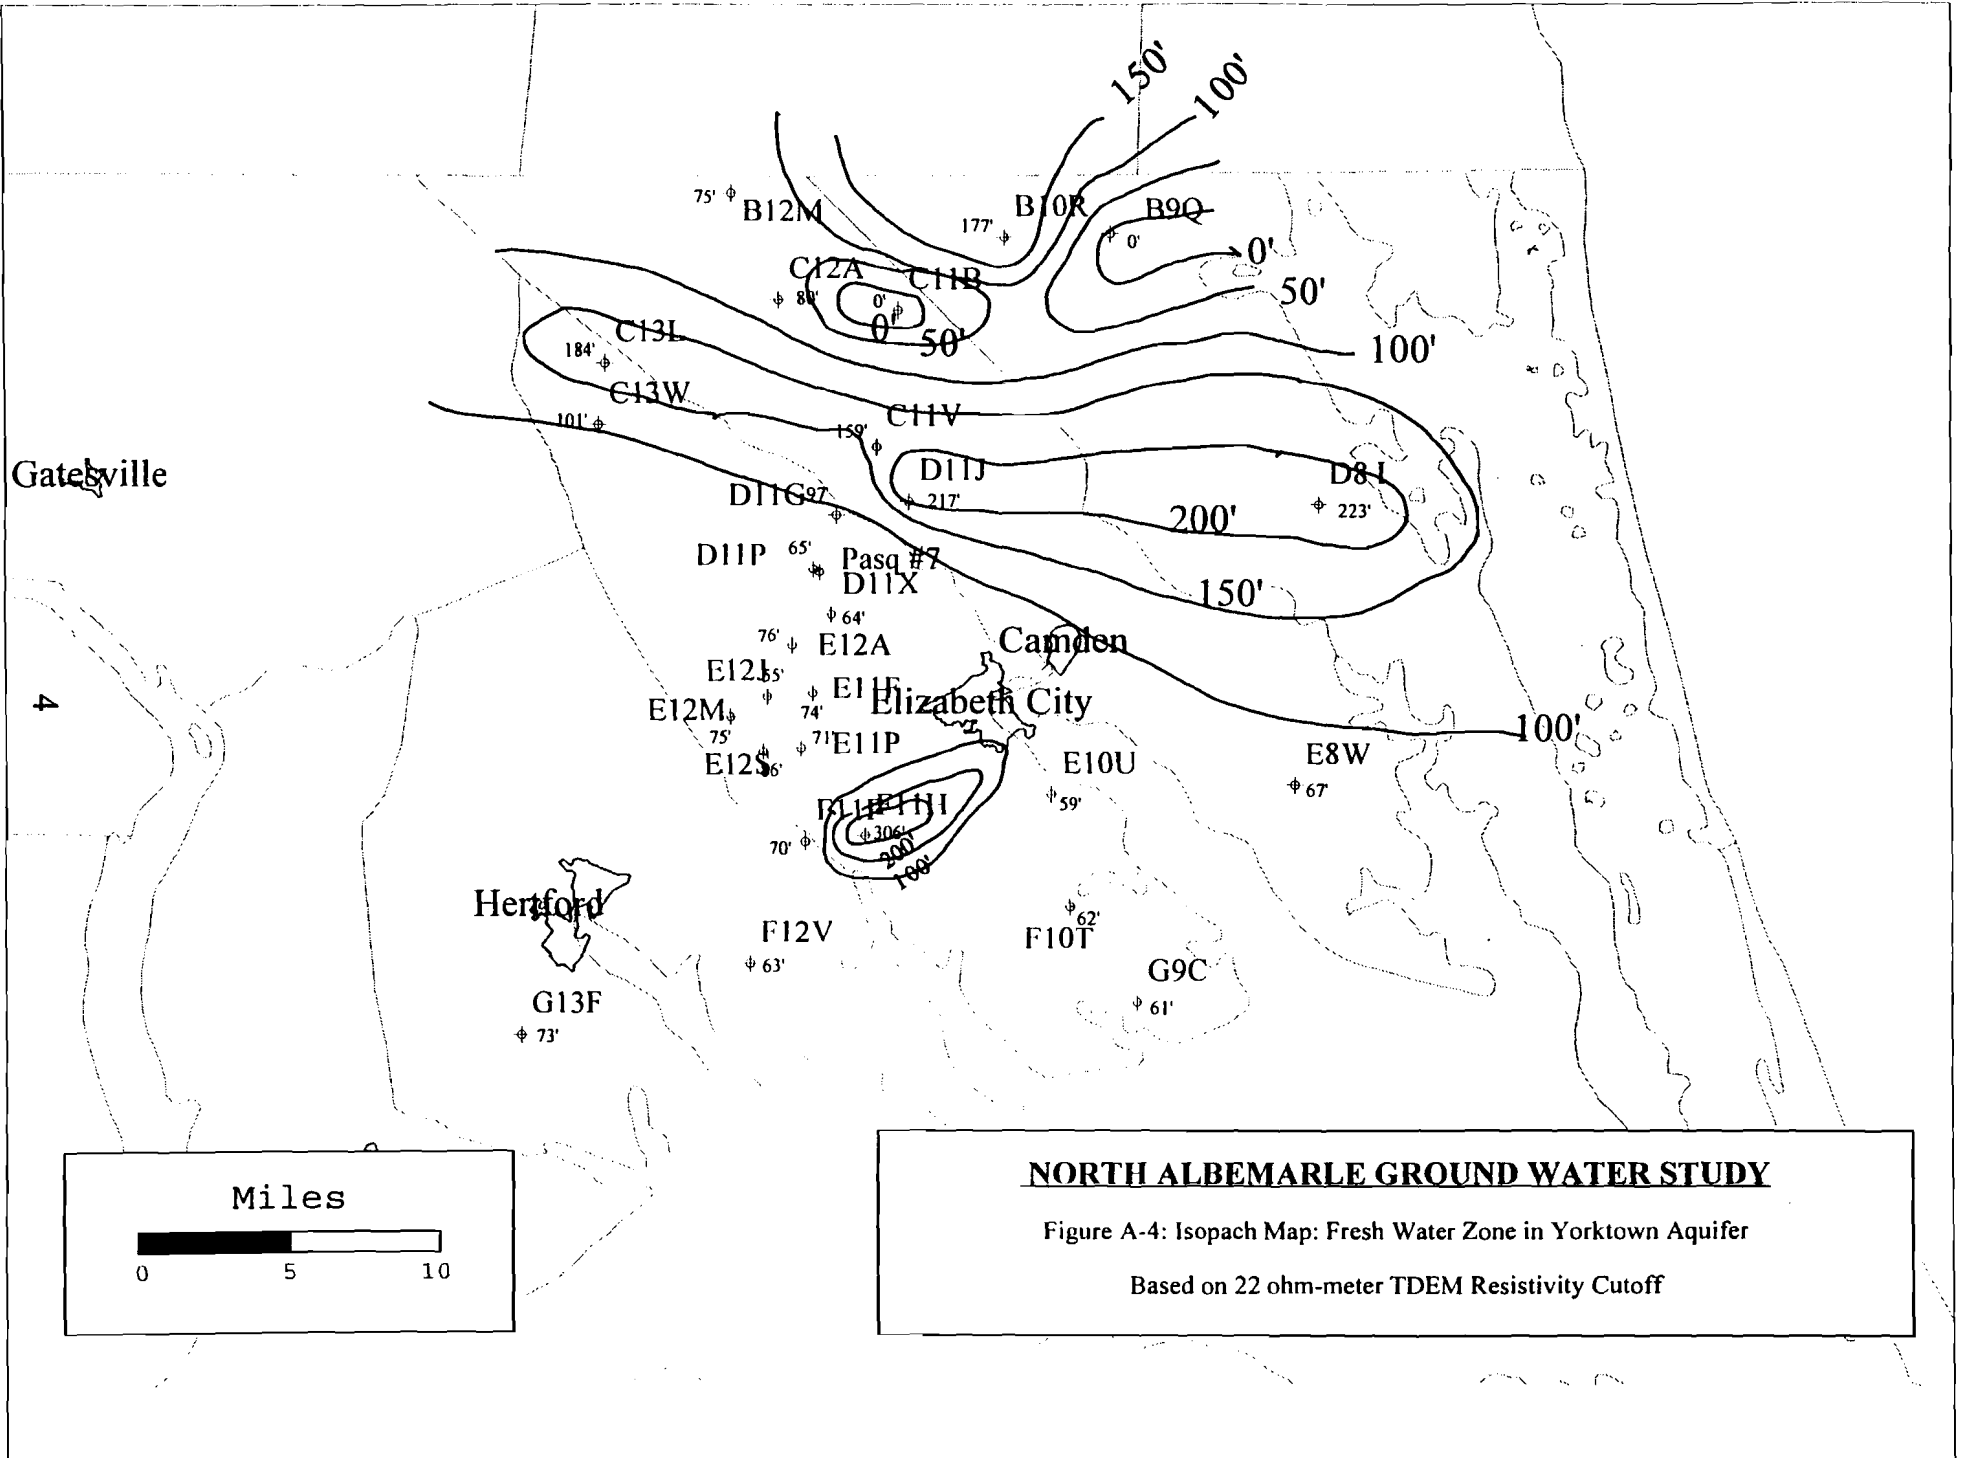 150'
100'
75'
B12M
177'
B10R
B9Q
0'
0'
C12A
80'
C11B
0'
0'
50'
50'
100'
C13L
184'
C13W
101'
C11V
159'
Gatesville
D11J
217'
D8I
223'
D11G
97'
200'
D11P
65'
Pasq #7
D11X
64'
150'
76'
E12A
Camden
E12J
E11F
74'
Elizabeth City
E12M
75'
71'
E11P
100'
E12S
E10U
59'
E8W
67'
F11H
306'
70'
200'
100'
4
Hertford
F12V
63'
62'
F10T
G9C
61'
G13F
73'
Miles
0 5 10
NORTH ALBEMARLE GROUND WATER STUDY
Figure A-4: Isopach Map: Fresh Water Zone in Yorktown Aquifer
Based on 22 ohm-meter TDEM Resistivity Cutoff